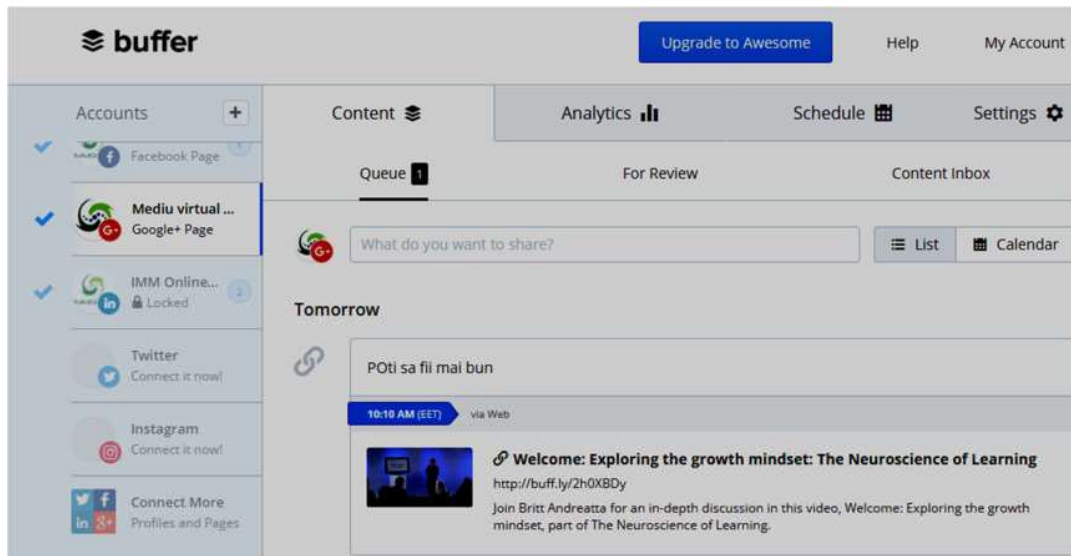 buffer
Upgrade to Awesome
Help
My Account
Accounts
+
Content
Analytics
Schedule
Settings
Facebook Page
Queue 1
For Review
Content Inbox
Mediu virtual ...
Google+ Page
What do you want to share?
List
Calendar
IMM Online...
Locked
2
Tomorrow
Twitter
Connect it now!
POti sa fii mai bun
10:10 AM (EET)
via Web
Instagram
Connect it now!
Welcome: Exploring the growth mindset: The Neuroscience of Learning
http://buff.ly/2h0XBDy
Join Britt Andreatta for an in-depth discussion in this video, Welcome: Exploring the growth
mindset, part of The Neuroscience of Learning.
Connect More
Profiles and Pages